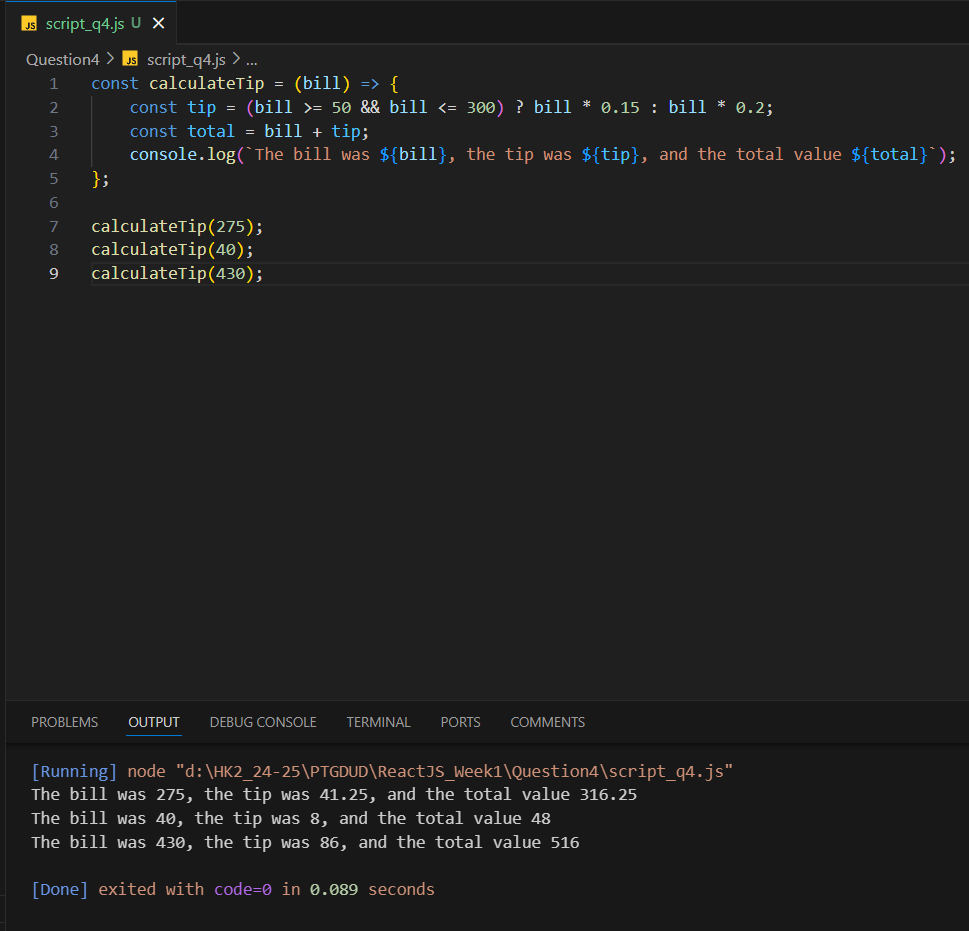 JS script_q4.js U ×
Question4 > JS script_q4.js > ...
1 const calculateTip = (bill) => {
2     const tip = (bill >= 50 && bill <= 300) ? bill * 0.15 : bill * 0.2;
3     const total = bill + tip;
4     console.log(`The bill was ${bill}, the tip was ${tip}, and the total value ${total}`);
5 };
6
7 calculateTip(275);
8 calculateTip(40);
9 calculateTip(430);
PROBLEMS OUTPUT DEBUG CONSOLE TERMINAL PORTS COMMENTS
[Running] node "d:\HK2_24-25\PTGDUD\ReactJS_Week1\Question4\script_q4.js"
The bill was 275, the tip was 41.25, and the total value 316.25
The bill was 40, the tip was 8, and the total value 48
The bill was 430, the tip was 86, and the total value 516
[Done] exited with code=0 in 0.089 seconds